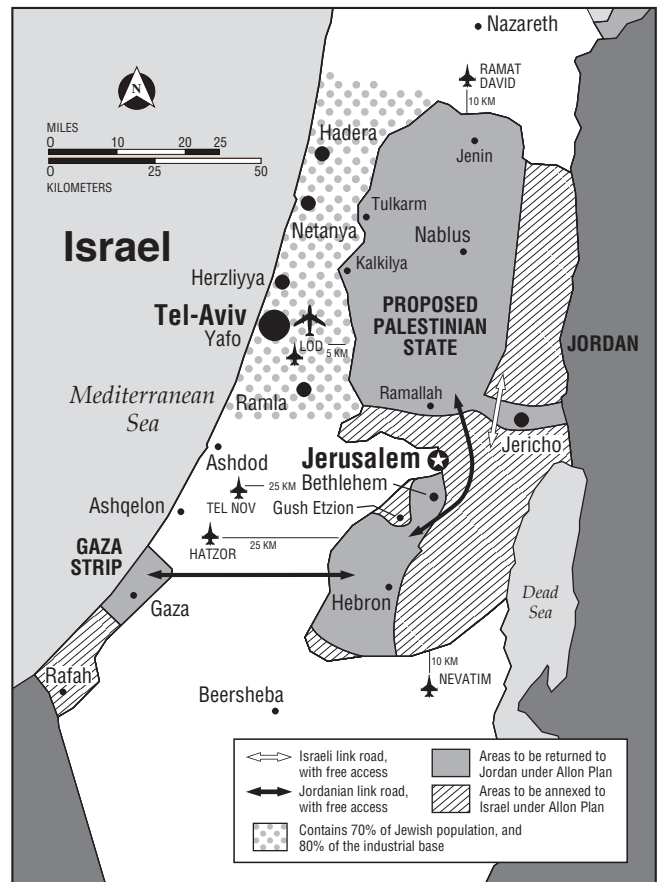 Nazareth
RAMAT
DAVID
10 KM
N
MILES
0 10 20 25
0 25 50
KILOMETERS
Hadera
Jenin
Tulkarm
Netanya
Nablus
Israel
Kalkilya
Herzliyya
Tel-Aviv
Yafo
PROPOSED
PALESTINIAN
STATE
LOD
5 KM
JORDAN
Mediterranean
Sea
Ramla
Ramallah
Jericho
Ashdod
Jerusalem
25 KM
Bethlehem
TEL NOV
Ashqelon
Gush Etzion
HATZOR
25 KM
GAZA
STRIP
Gaza
Hebron
Dead
Sea
Rafah
10 KM
NEVATIM
Beersheba
Israeli link road,
with free access
Jordanian link road,
with free access
Contains 70% of Jewish population, and
80% of the industrial base
Areas to be returned to
Jordan under Allon Plan
Areas to be annexed to
Israel under Allon Plan